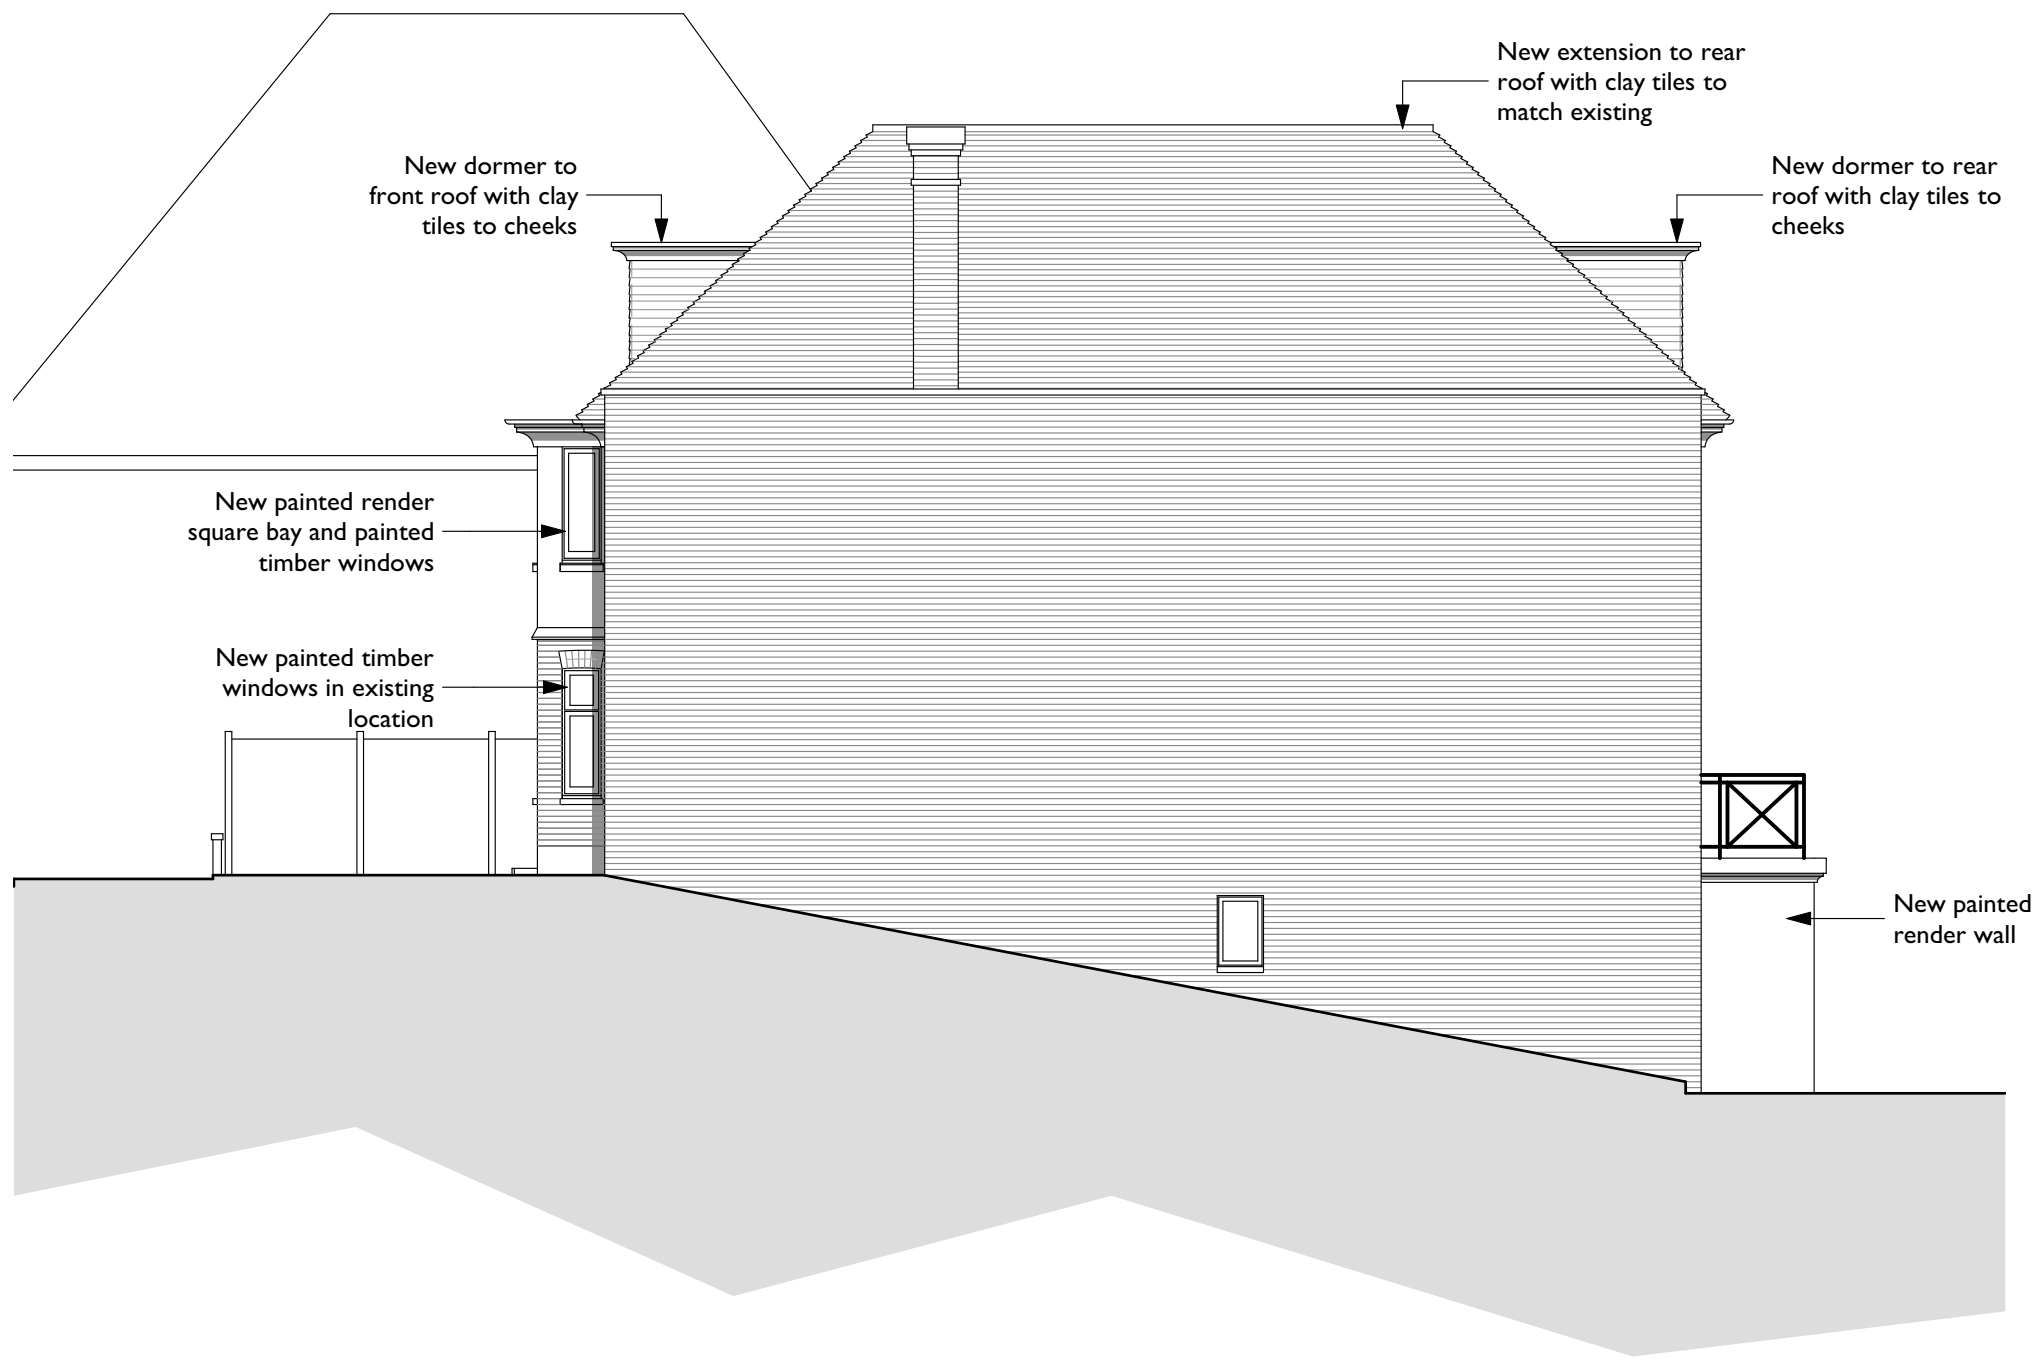 New extension to rear
roof with clay tiles to
match existing
New dormer to
front roof with clay
tiles to cheeks
New dormer to rear
roof with clay tiles to
cheeks
New painted render
square bay and painted
timber windows
New painted timber
windows in existing
location
New painted
render wall